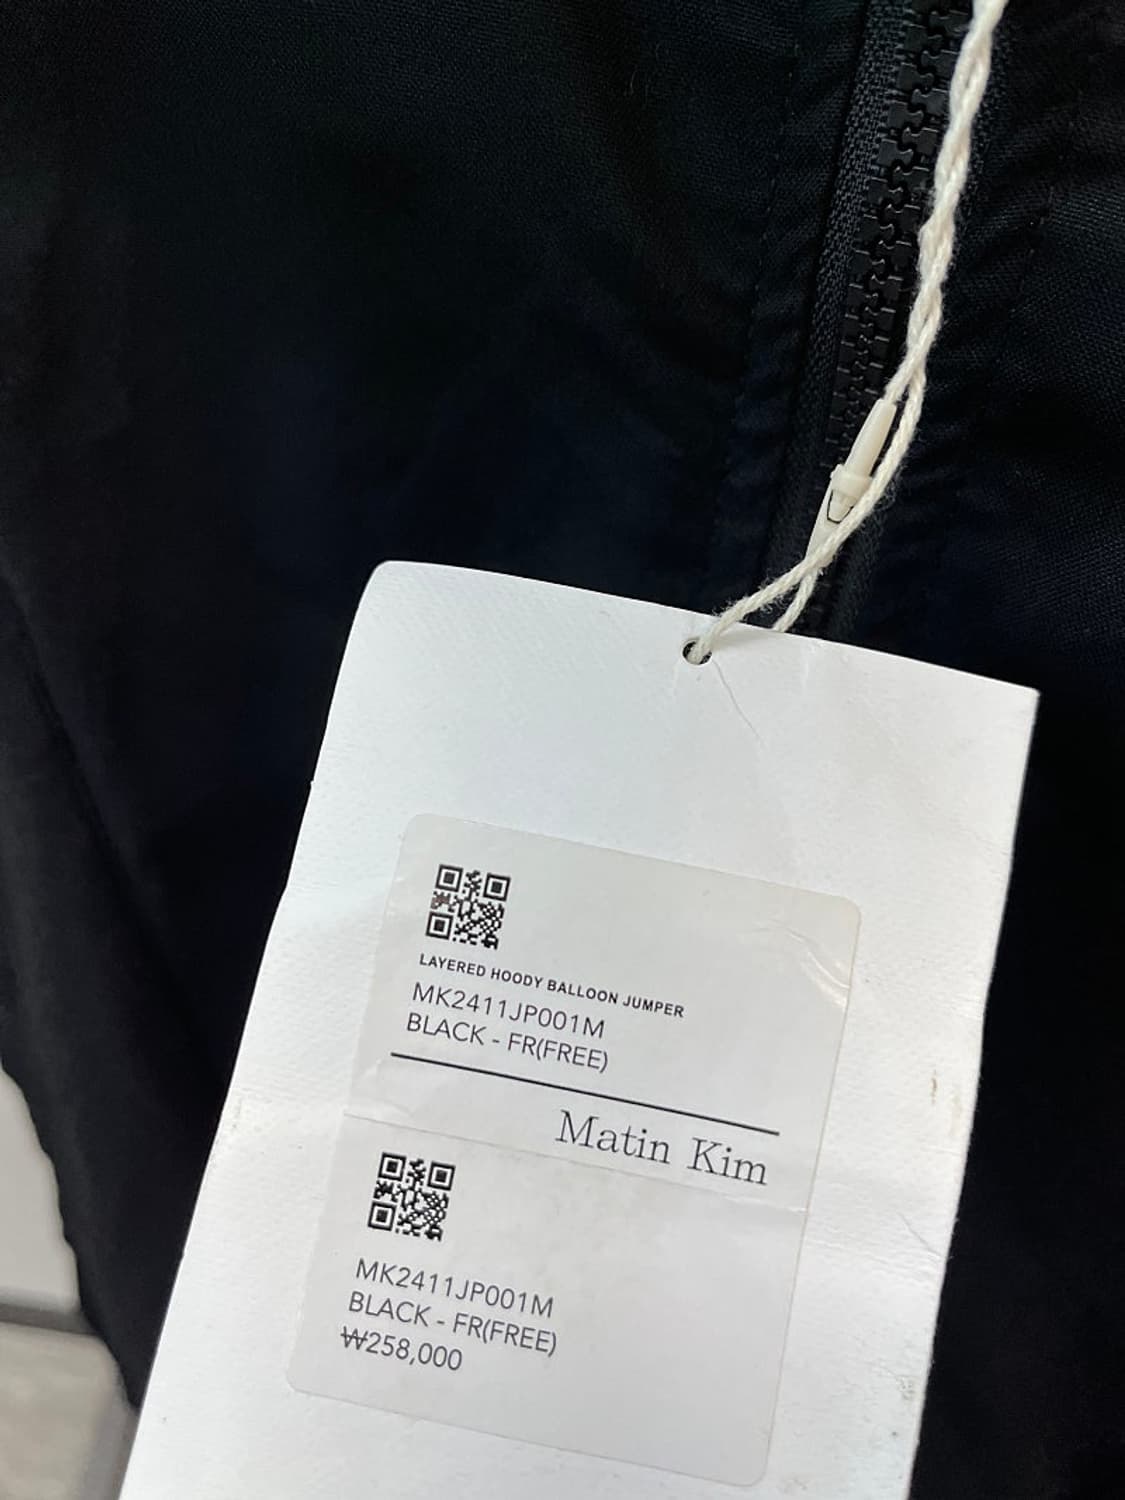 LAYERED HOODY BALLOON JUMPER
MK2411JP001M
BLACK - FR(FREE)
Matin Kim
MK2411JP001M
BLACK - FR(FREE)
₩258,000